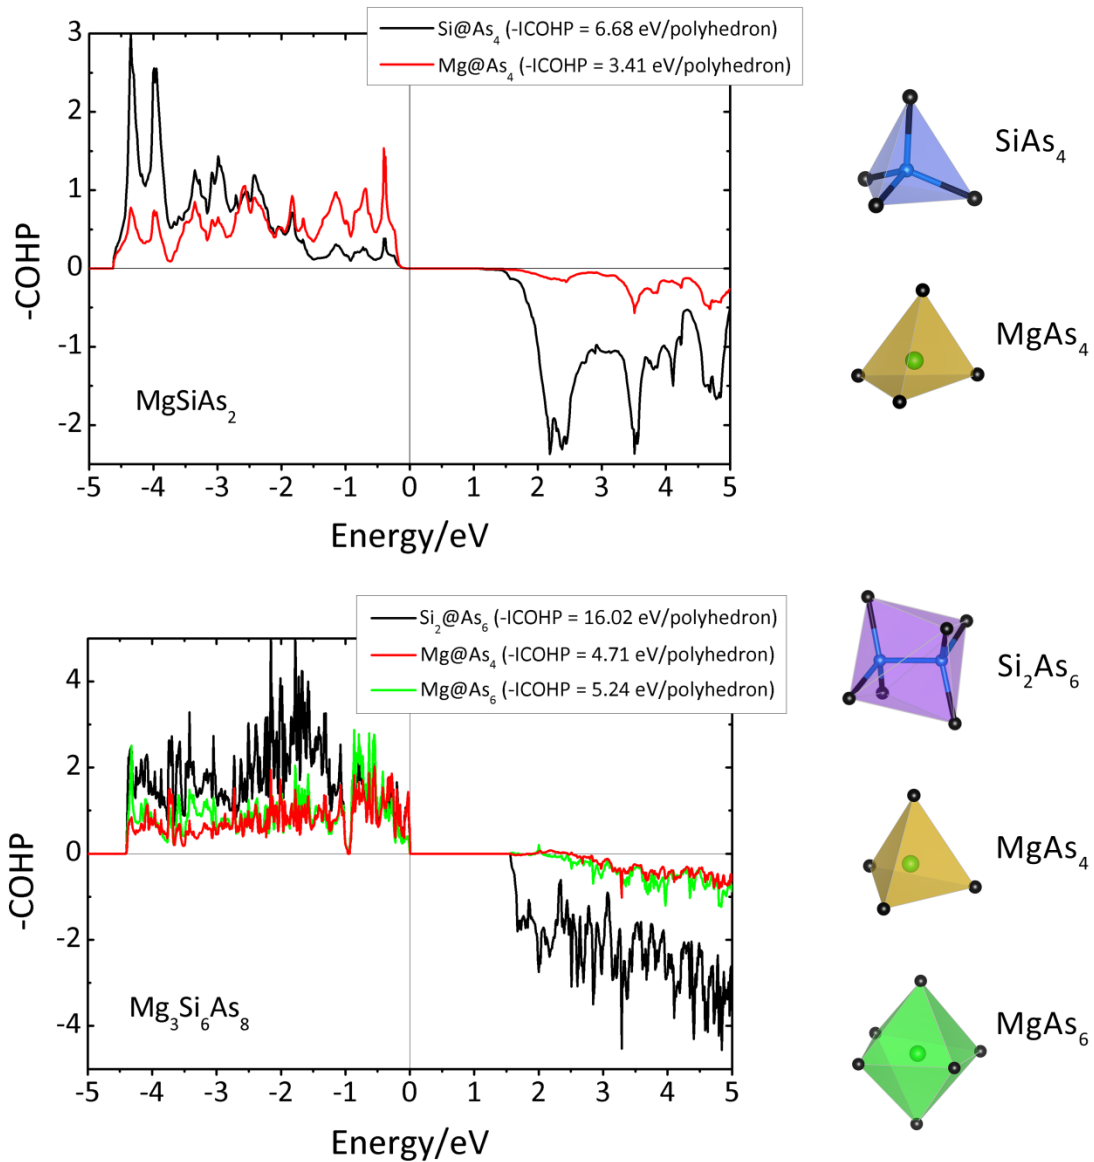 Si@As₄ (-ICOHP = 6.68 eV/polyhedron)
Mg@As₄ (-ICOHP = 3.41 eV/polyhedron)
3
2
1
0
-1
-2
-COHP
MgSiAs₂
-5 -4 -3 -2 -1 0 1 2 3 4 5
Energy/eV
SiAs₄
MgAs₄
Si₂@As₆ (-ICOHP = 16.02 eV/polyhedron)
Mg@As₄ (-ICOHP = 4.71 eV/polyhedron)
Mg@As₆ (-ICOHP = 5.24 eV/polyhedron)
4
2
0
-2
-4
-COHP
Mg₃Si₆As₈
-5 -4 -3 -2 -1 0 1 2 3 4 5
Energy/eV
Si₂As₆
MgAs₄
MgAs₆